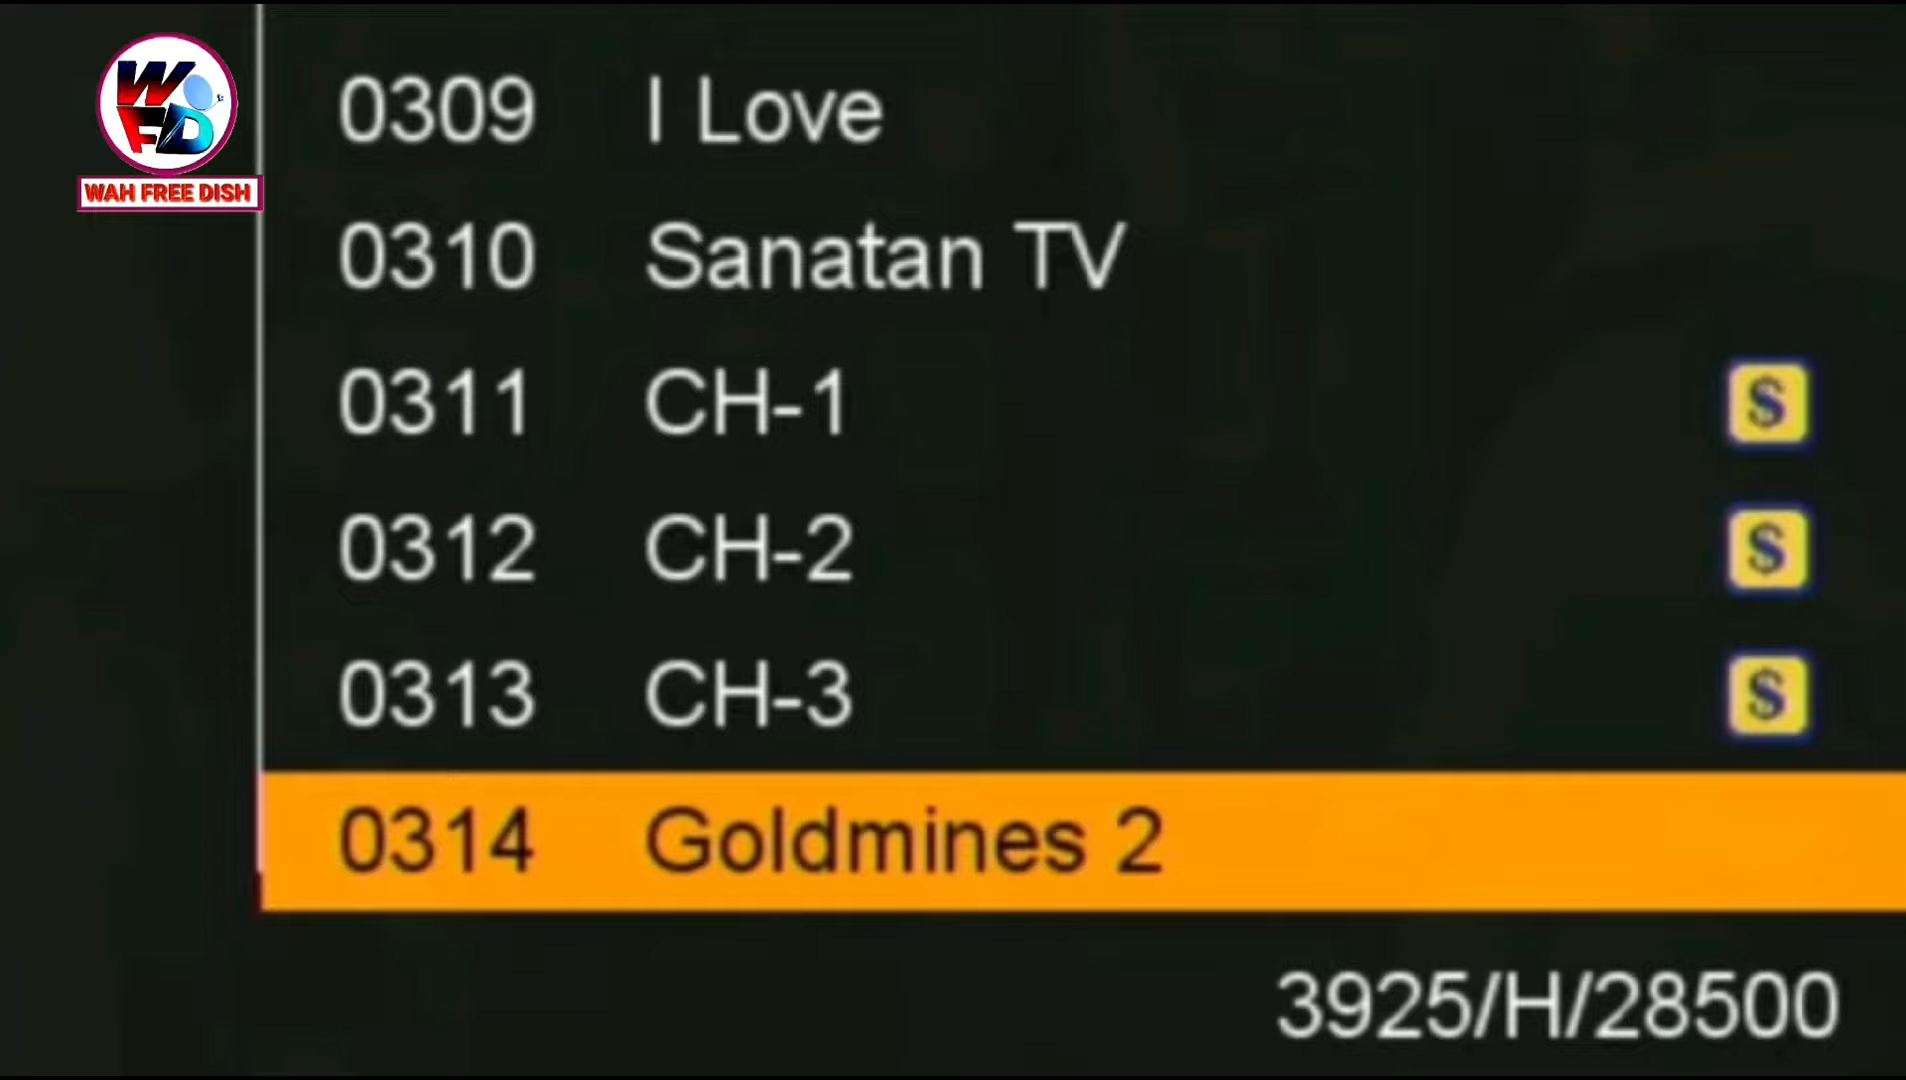 WFD
WAH FREE DISH
0309 I Love
0310 Sanatan TV
0311 CH-1 $
0312 CH-2 $
0313 CH-3 $
0314 Goldmines 2
3925/H/28500